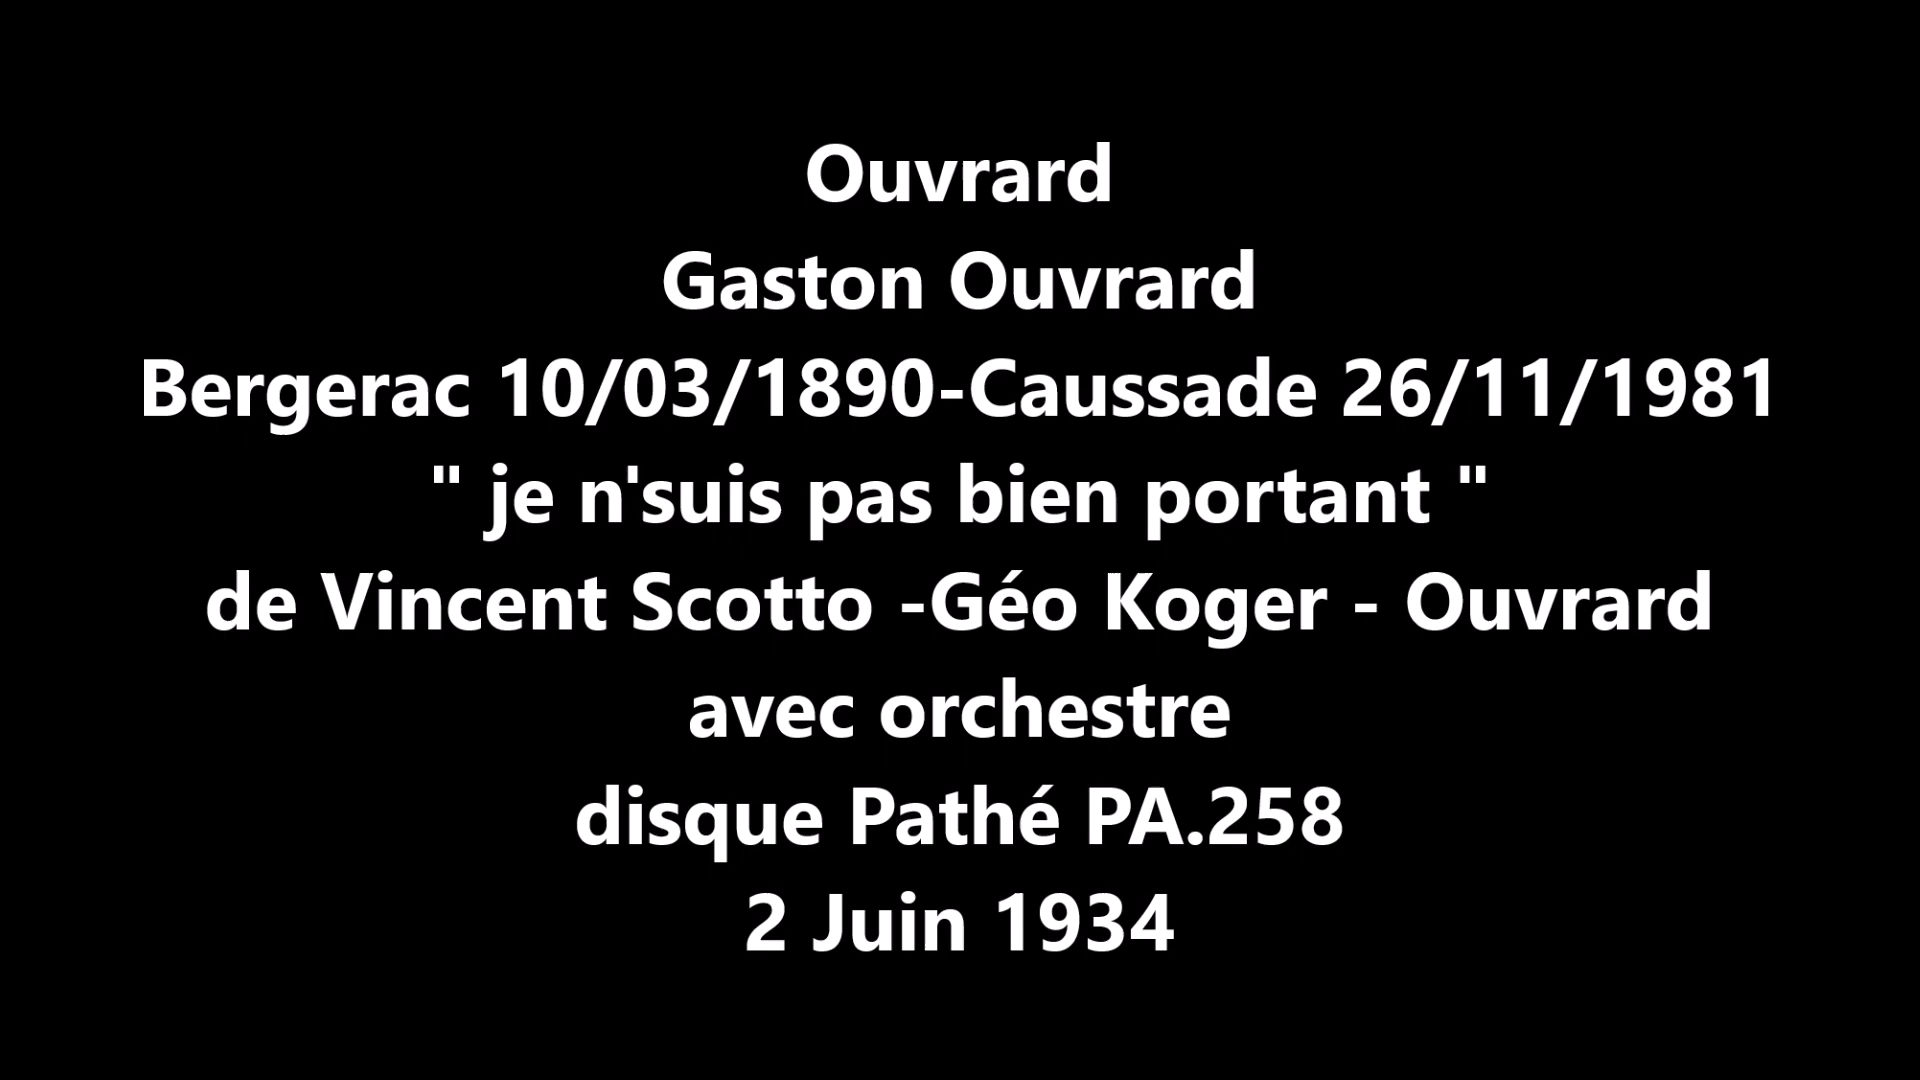 Ouvrard
Gaston Ouvrard
Bergerac 10/03/1890-Caussade 26/11/1981
" je n'suis pas bien portant "
de Vincent Scotto -Géo Koger - Ouvrard
avec orchestre
disque Pathé PA.258
2 Juin 1934